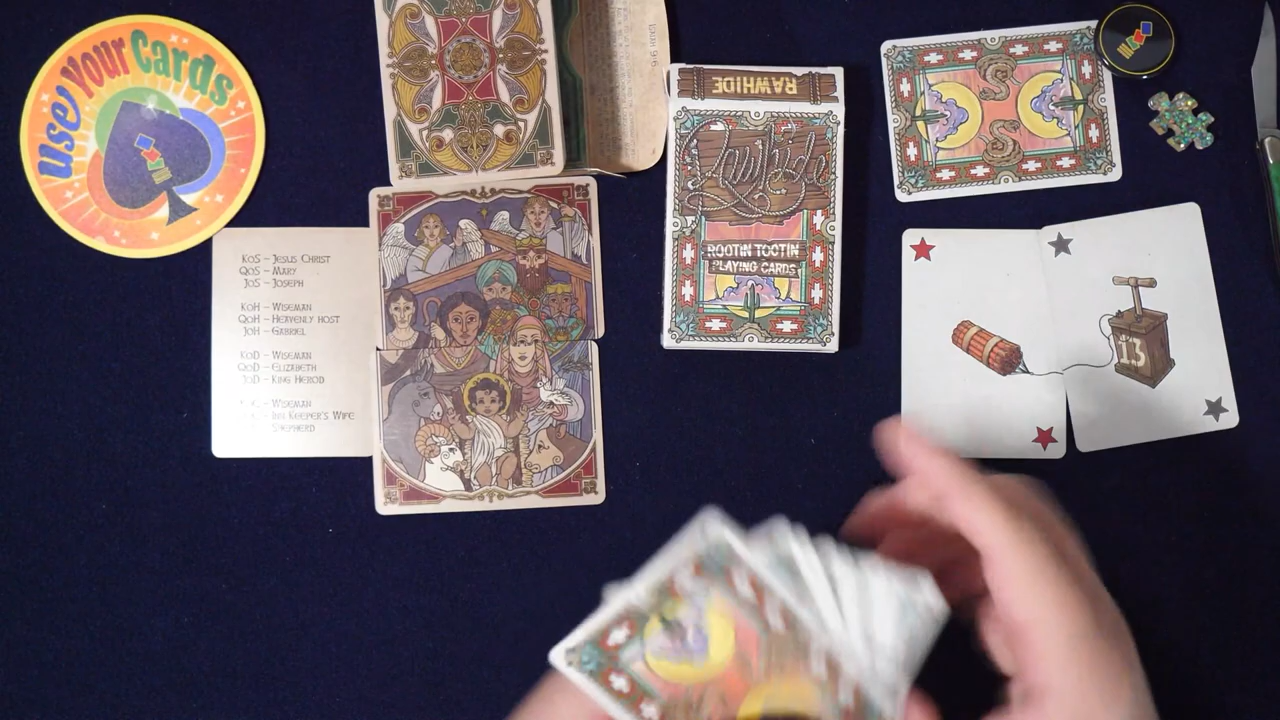 use Your Cards
KoS – Jesus Christ
QoS – Mary
JoS – Joseph
KoH – Wiseman
QoH – Heavenly Host
JoH – Gabriel
KoD – Wiseman
QoD – Elizabeth
JoD – King Herod
– Wiseman
Inn Keeper's Wife
Shepherd
RAWHIDE
Rawhide
ROOTIN TOOTIN
PLAYING CARDS
13